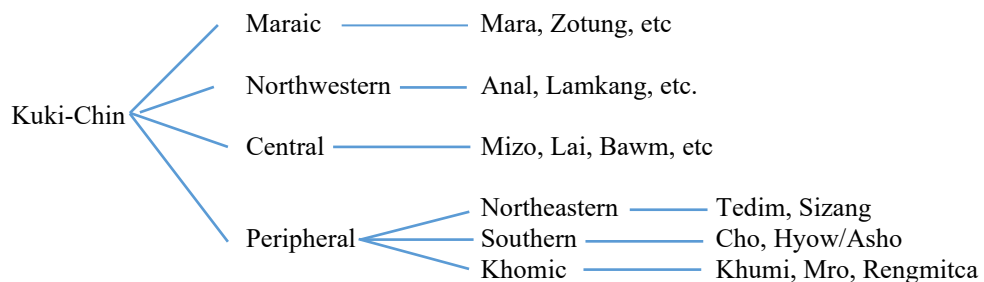 Maraic Mara, Zotung, etc
Northwestern Anal, Lamkang, etc.
Kuki-Chin
Central Mizo, Lai, Bawm, etc
Northeastern Tedim, Sizang
Peripheral Southern Cho, Hyow/Asho
Khomic Khumi, Mro, Rengmitca